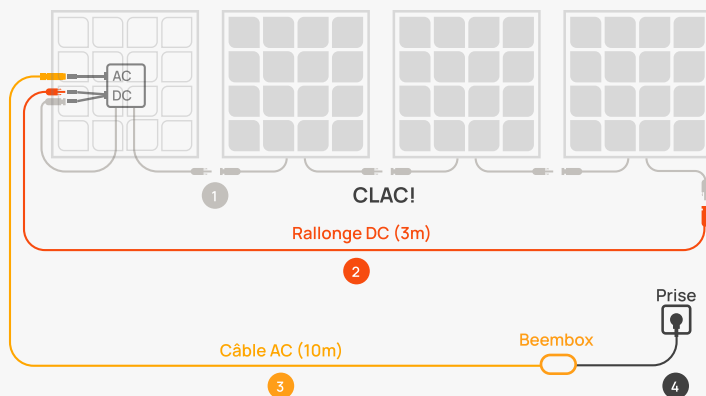 AC
DC
1
CLAC!
Rallonge DC (3m)
2
Prise
Beembox
Câble AC (10m)
3
4